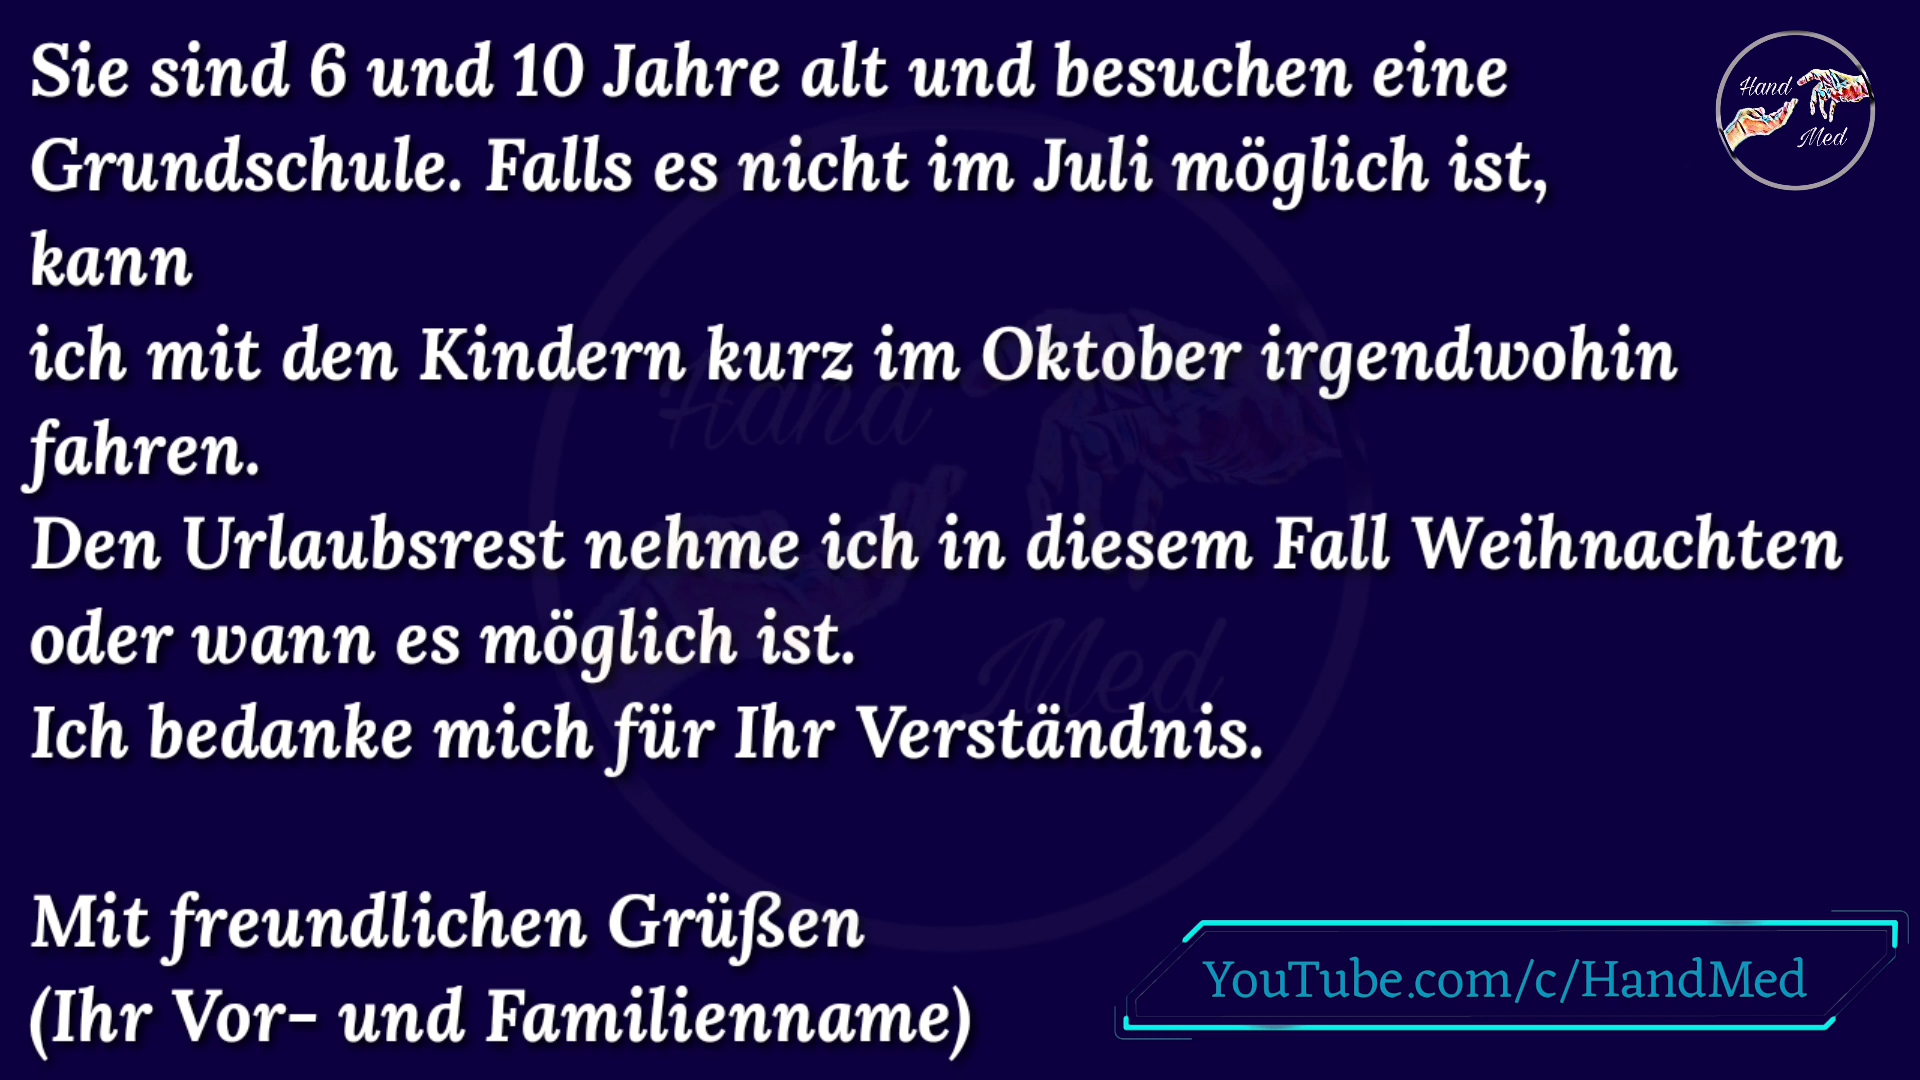 Sie sind 6 und 10 Jahre alt und besuchen eine
Grundschule. Falls es nicht im Juli möglich ist,
kann
ich mit den Kindern kurz im Oktober irgendwohin
fahren.
Den Urlaubsrest nehme ich in diesem Fall Weihnachten
oder wann es möglich ist.
Ich bedanke mich für Ihr Verständnis.
Mit freundlichen Grüßen
(Ihr Vor- und Familienname)
Hand
Med
Hand
Med
YouTube.com/c/HandMed